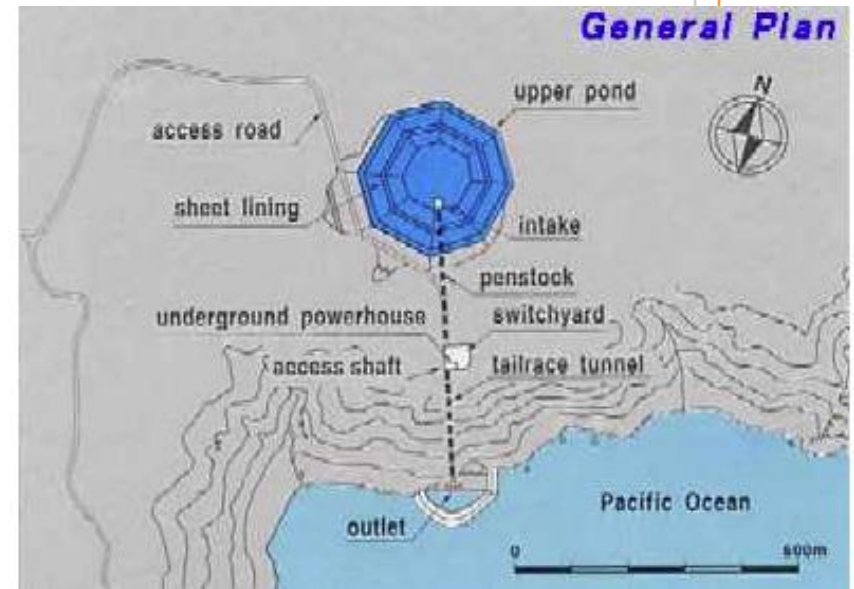 General Plan
N
upper pond
access road
sheet lining
intake
penstock
underground powerhouse
switchyard
access shaft
tailrace tunnel
Pacific Ocean
outlet
0
600m